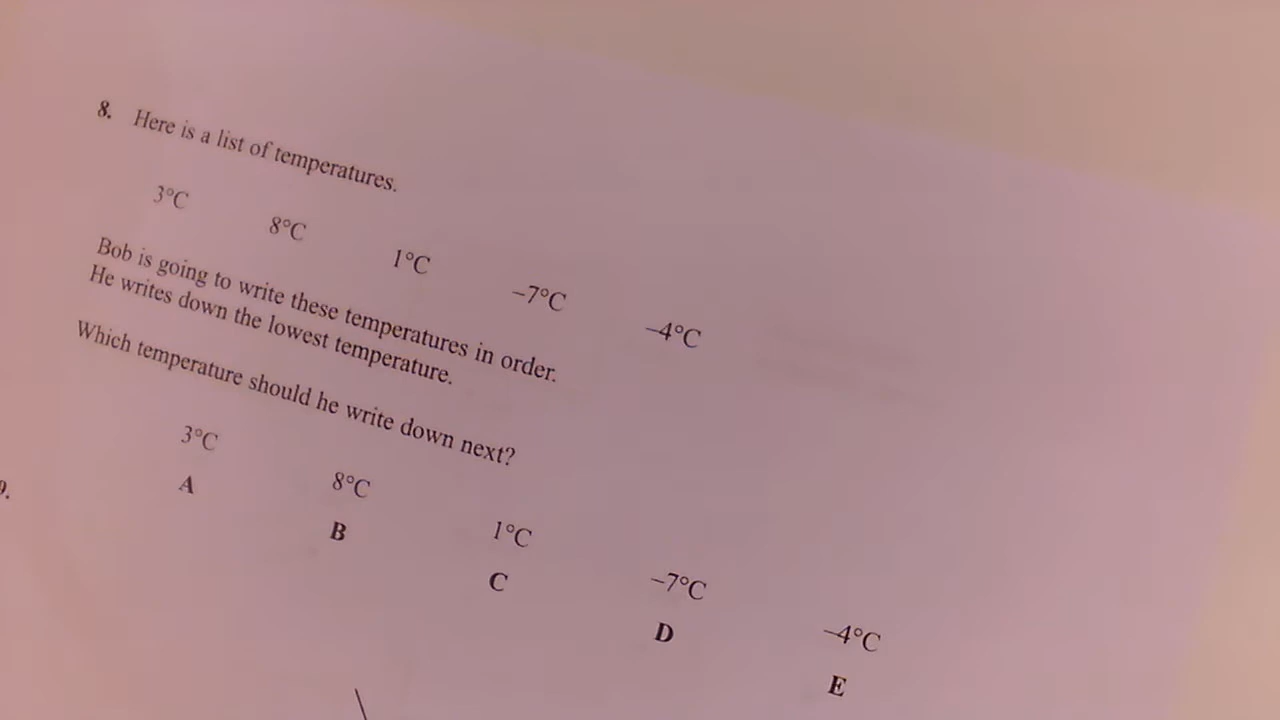 8. Here is a list of temperatures.
3°C 8°C 1°C –7°C –4°C
Bob is going to write these temperatures in order.
He writes down the lowest temperature.
Which temperature should he write down next?
3°C 8°C 1°C –7°C –4°C
A B C D E
9.